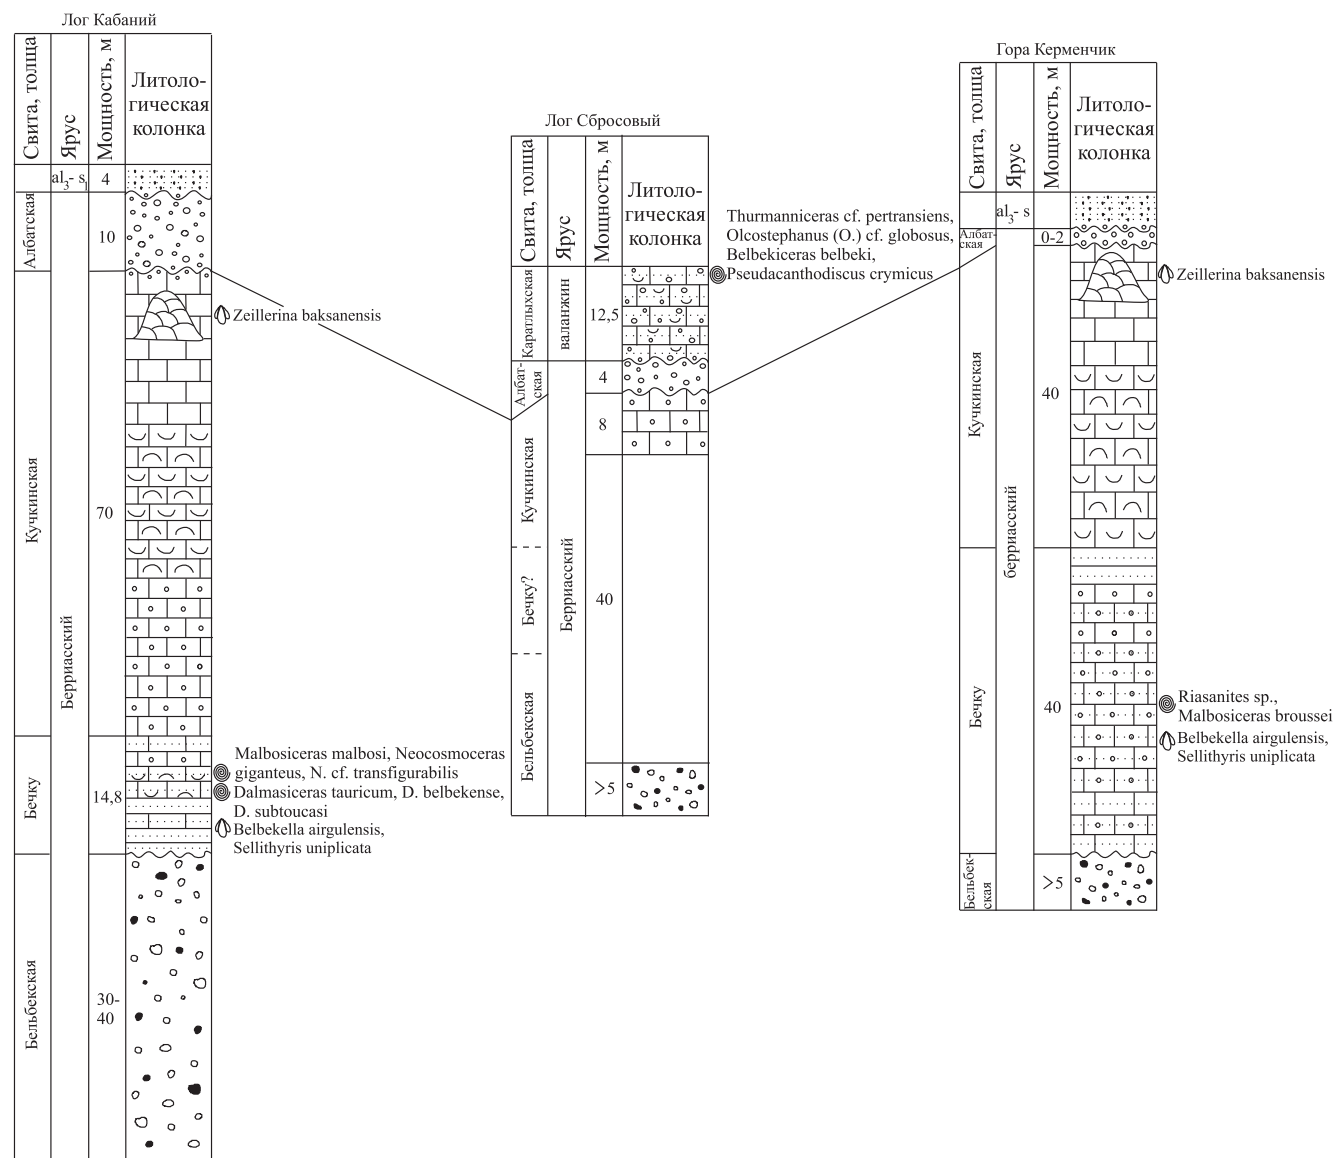 Лог Кабаний
Свита, толща
Ярус
Мощность, м
Литоло-
гическая
колонка
al3- s1
4
Албатская
10
Zeillerina baksanensis
Кучкинская
70
Берриасский
Бечку
14,8
Malbosiceras malbosi, Neocosmoceras
giganteus, N. cf. transfigurabilis
Dalmasiceras tauricum, D. belbekense,
D. subtoucasi
Belbekella airgulensis,
Sellithyris uniplicata
Бельбекская
30-
40
Лог Сбросовый
Свита, толща
Ярус
Мощность, м
Литоло-
гическая
колонка
Каратлыхская
валанжин
12,5
Thurmanniceras cf. pertransiens,
Olcostephanus (O.) cf. globosus,
Belbekiceras belbeki,
Pseudacanthodiscus crymicus
Албат-
ская
4
Кучкинская
8
Бечку?
Берриасский
40
Бельбекская
>5
Гора Керменчик
Свита, толща
Ярус
Мощность, м
Литоло-
гическая
колонка
al3- s
Албат-
ская
0-2
Zeillerina baksanensis
Кучкинская
40
берриасский
Бечку
40
Riasanites sp.,
Malbosiceras broussei
Belbekella airgulensis,
Sellithyris uniplicata
Бельбек-
ская
>5